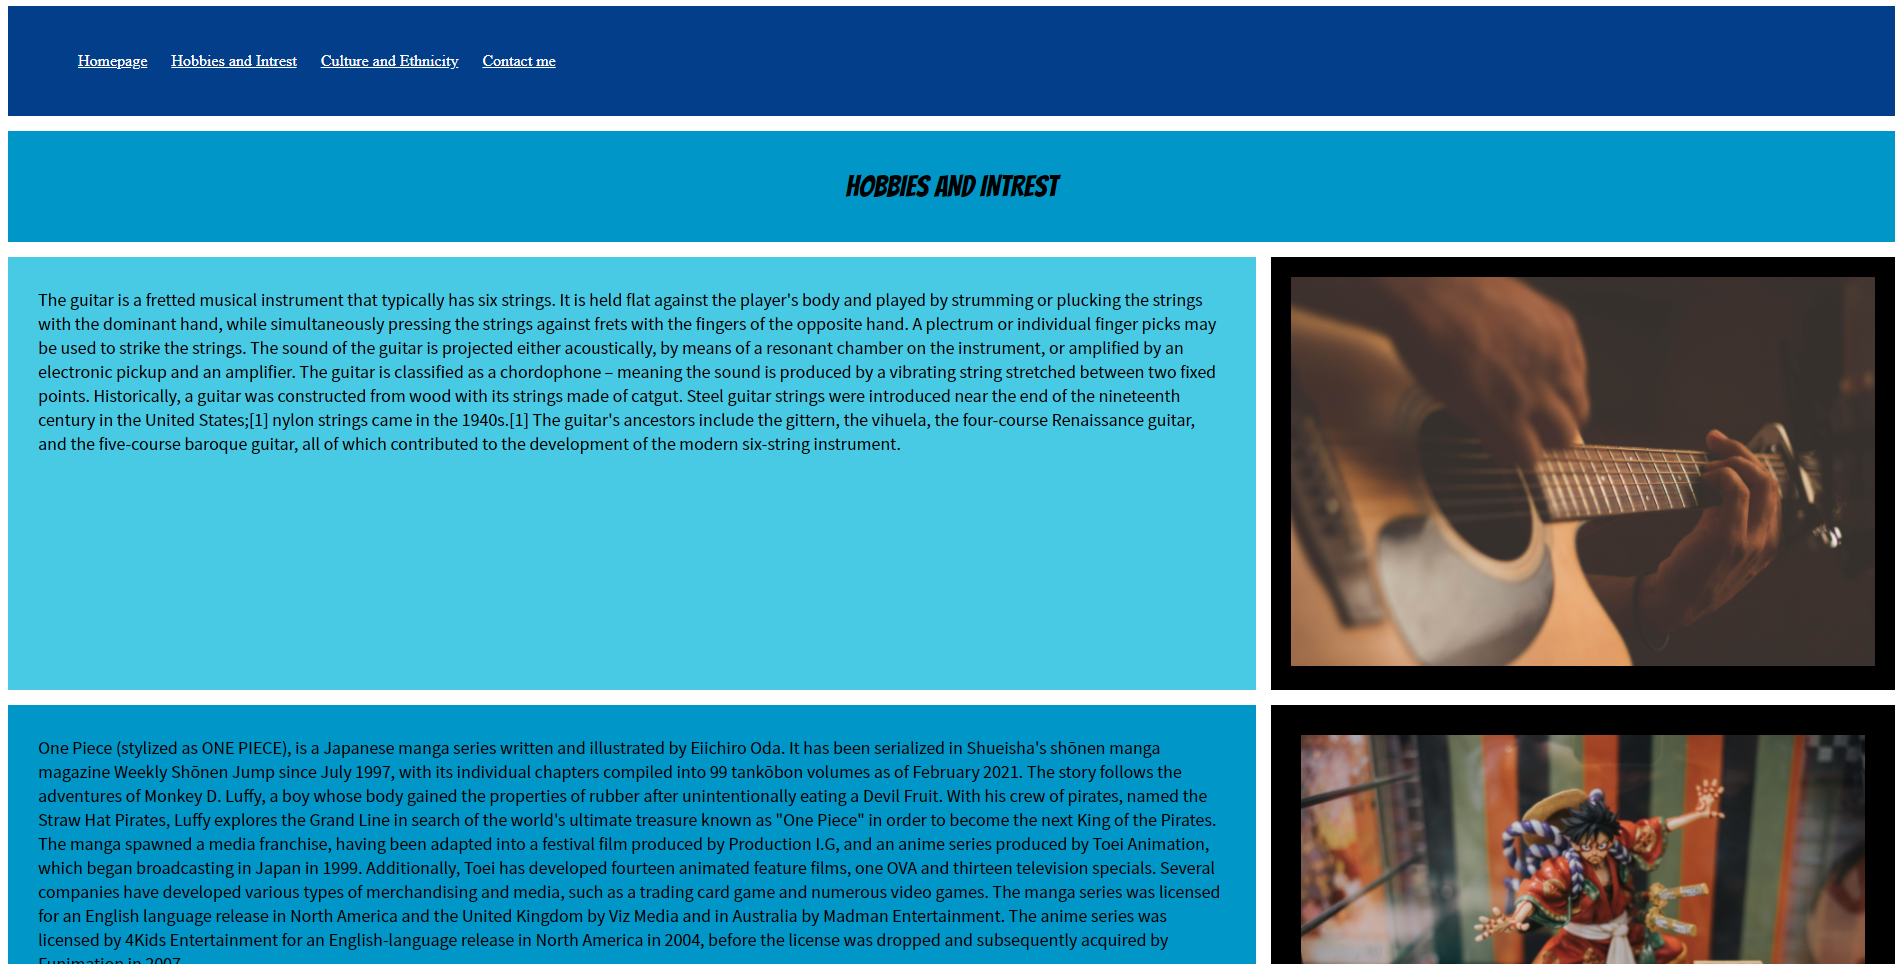 Homepage Hobbies and Intrest Culture and Ethnicity Contact me
HOBBIES AND INTREST
The guitar is a fretted musical instrument that typically has six strings. It is held flat against the player's body and played by strumming or plucking the strings
with the dominant hand, while simultaneously pressing the strings against frets with the fingers of the opposite hand. A plectrum or individual finger picks may
be used to strike the strings. The sound of the guitar is projected either acoustically, by means of a resonant chamber on the instrument, or amplified by an
electronic pickup and an amplifier. The guitar is classified as a chordophone – meaning the sound is produced by a vibrating string stretched between two fixed
points. Historically, a guitar was constructed from wood with its strings made of catgut. Steel guitar strings were introduced near the end of the nineteenth
century in the United States;[1] nylon strings came in the 1940s.[1] The guitar's ancestors include the gittern, the vihuela, the four-course Renaissance guitar,
and the five-course baroque guitar, all of which contributed to the development of the modern six-string instrument.
One Piece (stylized as ONE PIECE), is a Japanese manga series written and illustrated by Eiichiro Oda. It has been serialized in Shueisha's shōnen manga
magazine Weekly Shōnen Jump since July 1997, with its individual chapters compiled into 99 tankōbon volumes as of February 2021. The story follows the
adventures of Monkey D. Luffy, a boy whose body gained the properties of rubber after unintentionally eating a Devil Fruit. With his crew of pirates, named the
Straw Hat Pirates, Luffy explores the Grand Line in search of the world's ultimate treasure known as "One Piece" in order to become the next King of the Pirates.
The manga spawned a media franchise, having been adapted into a festival film produced by Production I.G, and an anime series produced by Toei Animation,
which began broadcasting in Japan in 1999. Additionally, Toei has developed fourteen animated feature films, one OVA and thirteen television specials. Several
companies have developed various types of merchandising and media, such as a trading card game and numerous video games. The manga series was licensed
for an English language release in North America and the United Kingdom by Viz Media and in Australia by Madman Entertainment. The anime series was
licensed by 4Kids Entertainment for an English-language release in North America in 2004, before the license was dropped and subsequently acquired by
Funimation in 2007.